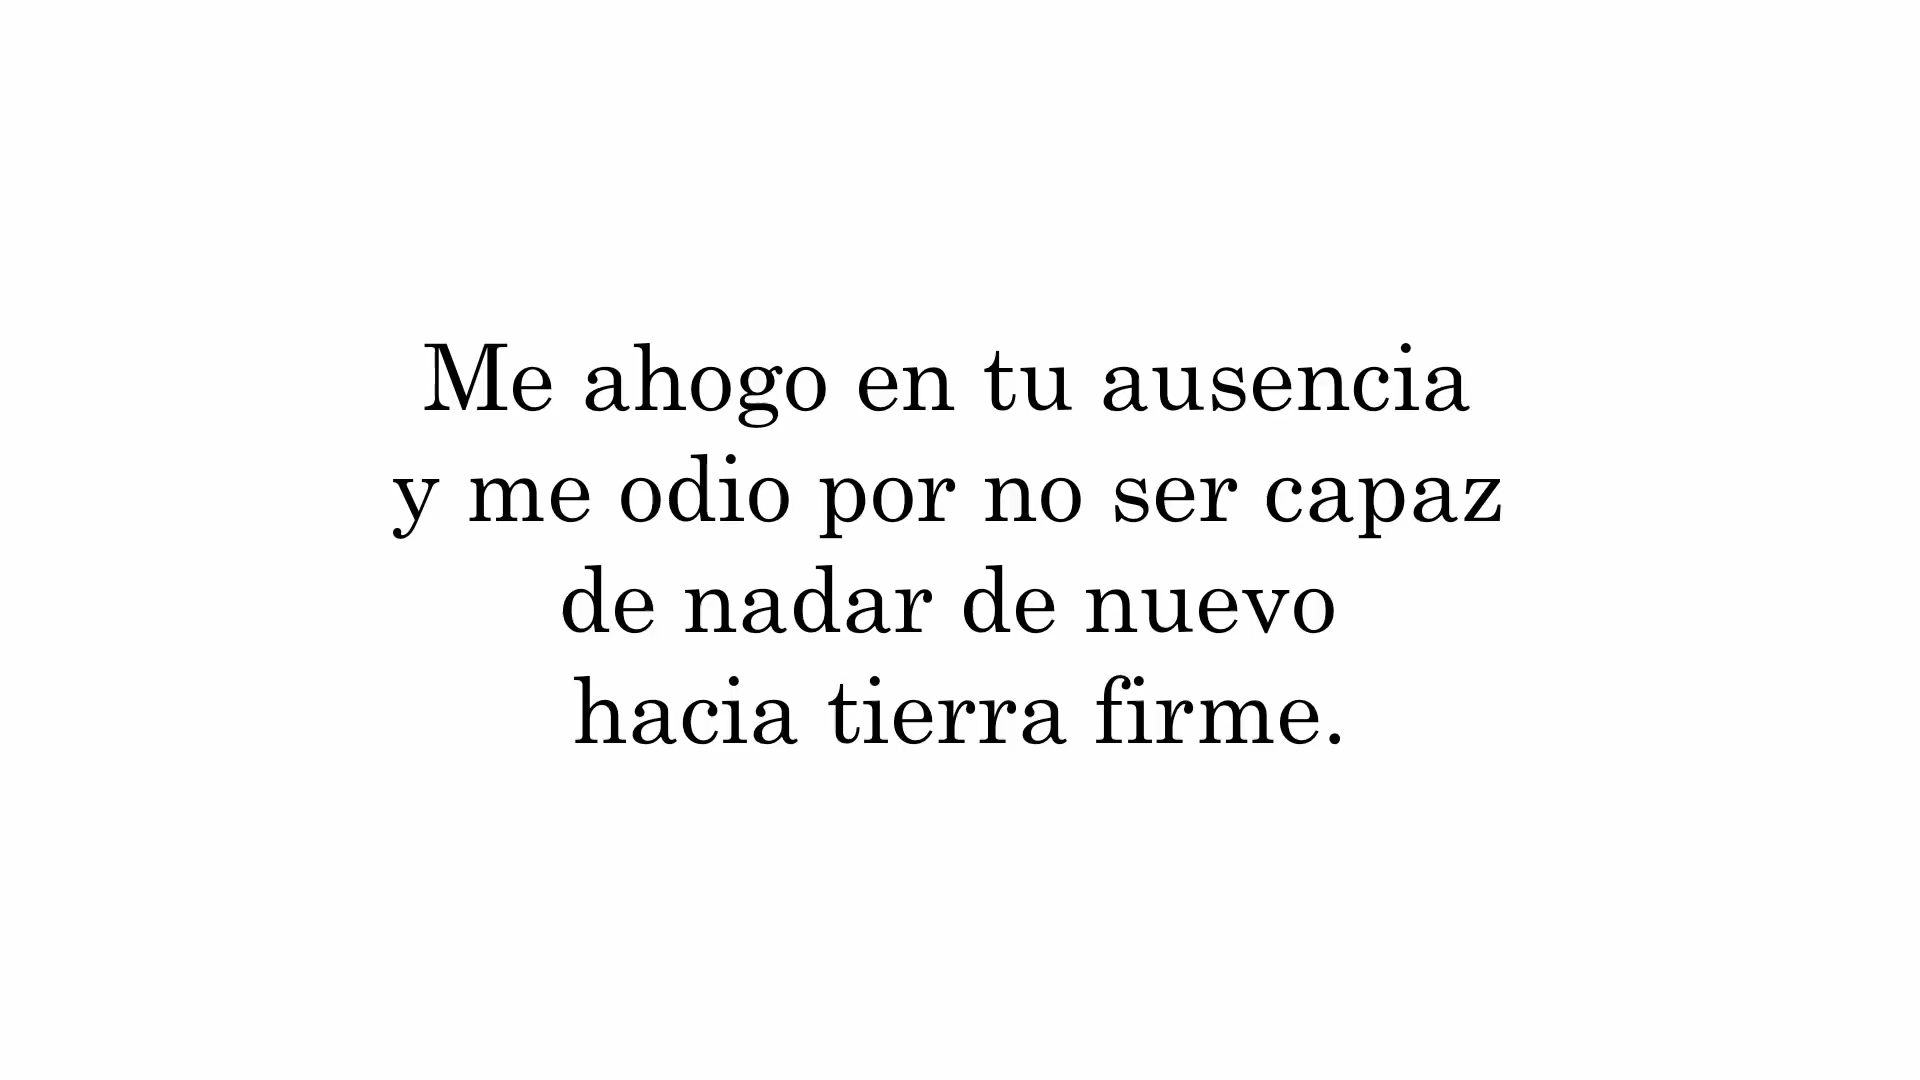 Me ahogo en tu ausencia
y me odio por no ser capaz
de nadar de nuevo
hacia tierra firme.